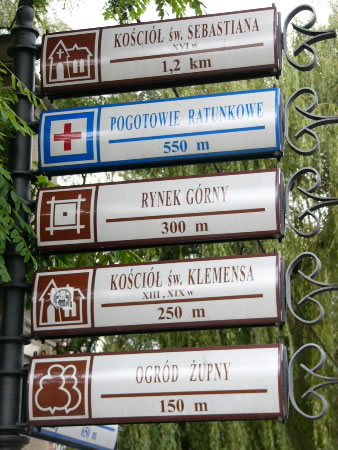 KOŚCIÓŁ św. SEBASTIANA
XVI w
1,2 km
POGOTOWIE RATUNKOWE
550 m
RYNEK GÓRNY
300 m
KOŚCIÓŁ św. KLEMENSA
XIII, XIX w
250 m
OGRÓD ŻUPNY
150 m